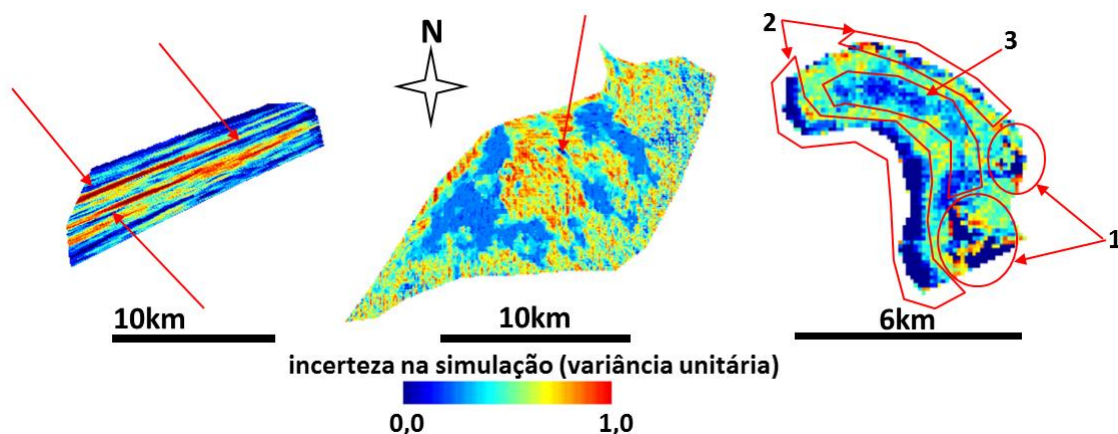 N
2
3
1
10km
10km
6km
incerteza na simulação (variância unitária)
0,0
1,0